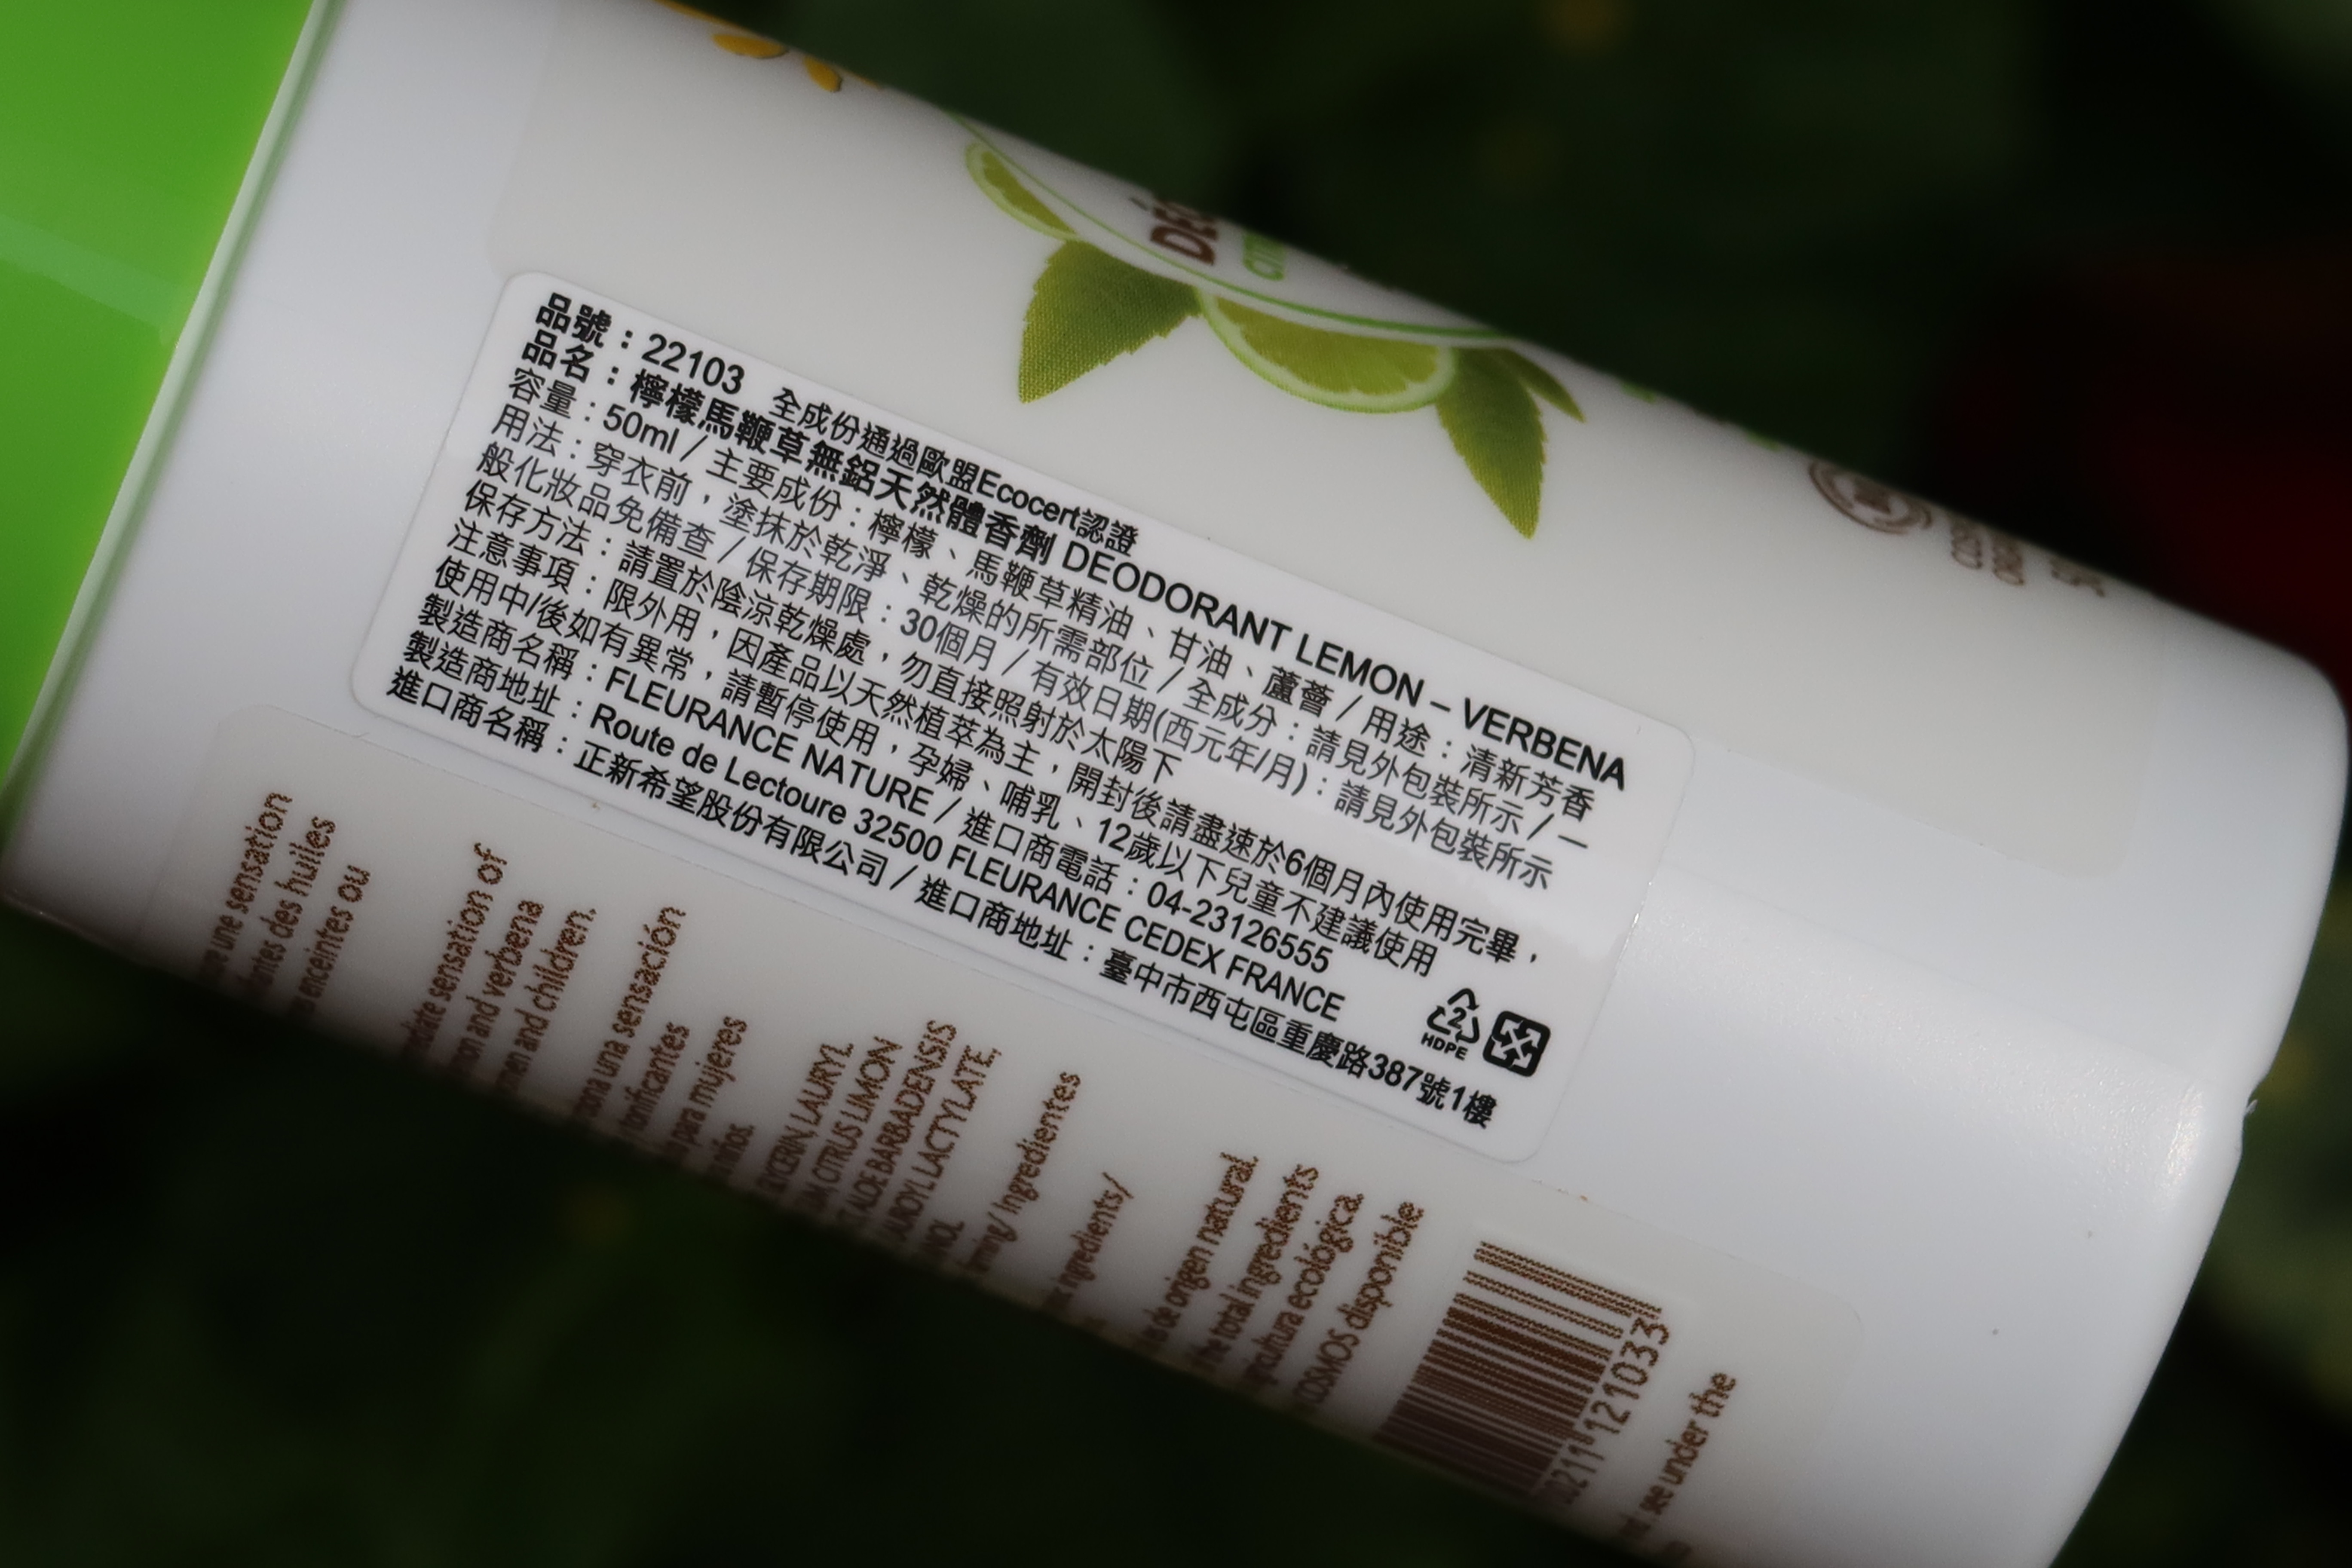 品號：22103 全成份通過歐盟Ecocert認證
品名：檸檬馬鞭草無鋁天然體香劑 DEODORANT LEMON – VERBENA
容量：50ml / 主要成份：檸檬、馬鞭草精油、甘油、蘆薈 / 用途：清新芳香
用法：穿衣前，塗抹於乾淨、乾燥的所需部位 / 全成分：請見外包裝所示 / 一
般化妝品免備查 / 保存期限：30個月 / 有效日期(西元年/月)：請見外包裝所示
保存方法：請置於陰涼乾燥處，勿直接照射於太陽下
注意事項：限外用，因產品以天然植萃為主，開封後請盡速於6個月內使用完畢，
使用中/後如有異常，請暫停使用，孕婦、哺乳、12歲以下兒童不建議使用
製造商名稱：FLEURANCE NATURE / 進口商電話：04-23126555
製造商地址：Route de Lectoure 32500 FLEURANCE CEDEX FRANCE
進口商名稱：正新希望股份有限公司 / 進口商地址：臺中市西屯區重慶路387號1樓
2
HDPE
une sensation
des huiles
enceintes ou
sensation of
and verbena
and children.
una sensación
tonificantes
para mujeres
LAURYL
CITRUS LIMON
ALOE BARBADENSIS
LAUROYL LACTYLATE,
Ingredientes
ingredients/
de origen natural.
the total ingredients
agricultura ecológica.
COSMOS disponible
121033
see under the